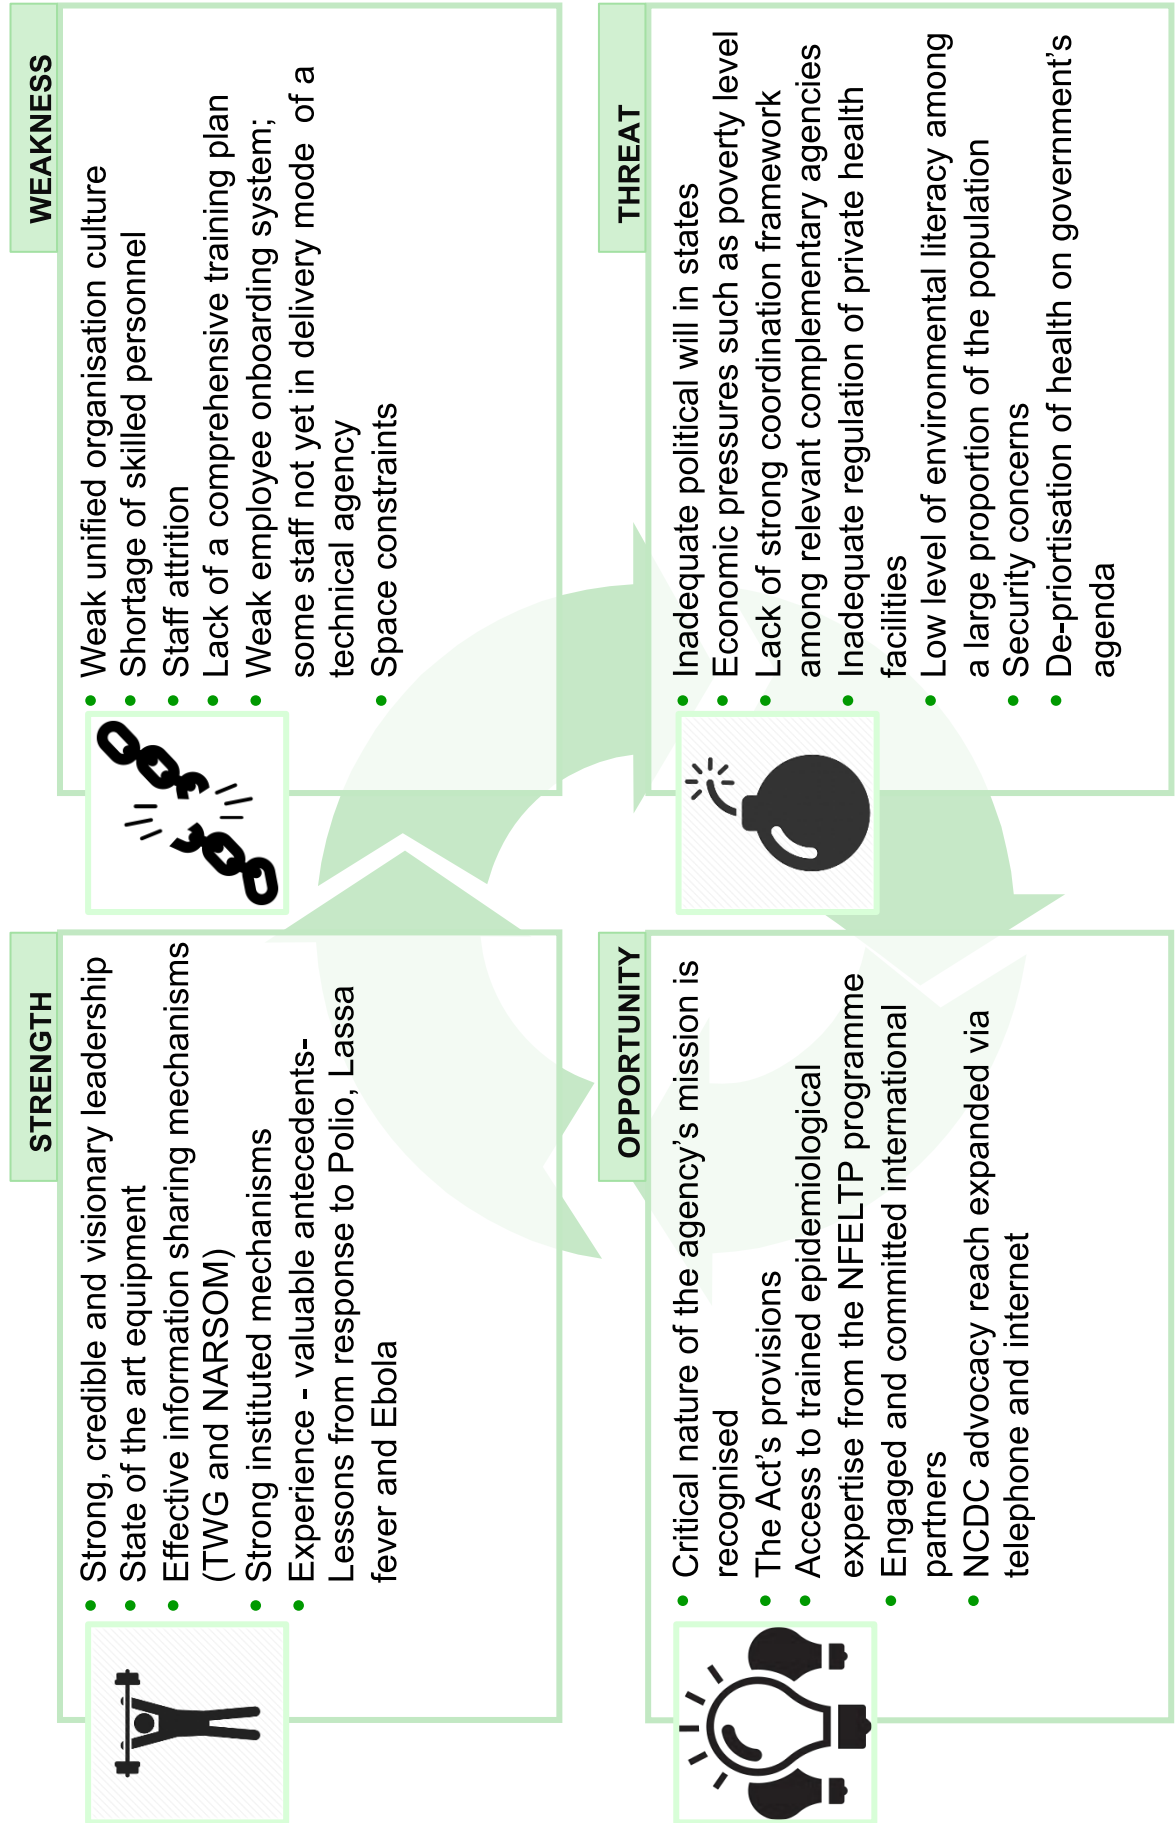 STRENGTH
Strong, credible and visionary leadership
State of the art equipment
Effective information sharing mechanisms
(TWG and NARSOM)
Strong instituted mechanisms
Experience - valuable antecedents-
Lessons from response to Polio, Lassa
fever and Ebola
WEAKNESS
Weak unified organisation culture
Shortage of skilled personnel
Staff attrition
Lack of a comprehensive training plan
Weak employee onboarding system;
some staff not yet in delivery mode of a
technical agency
Space constraints
OPPORTUNITY
Critical nature of the agency's mission is
recognised
The Act's provisions
Access to trained epidemiological
expertise from the NFELTP programme
Engaged and committed international
partners
NCDC advocacy reach expanded via
telephone and internet
THREAT
Inadequate political will in states
Economic pressures such as poverty level
Lack of strong coordination framework
among relevant complementary agencies
Inadequate regulation of private health
facilities
Low level of environmental literacy among
a large proportion of the population
Security concerns
De-priortisation of health on government's
agenda